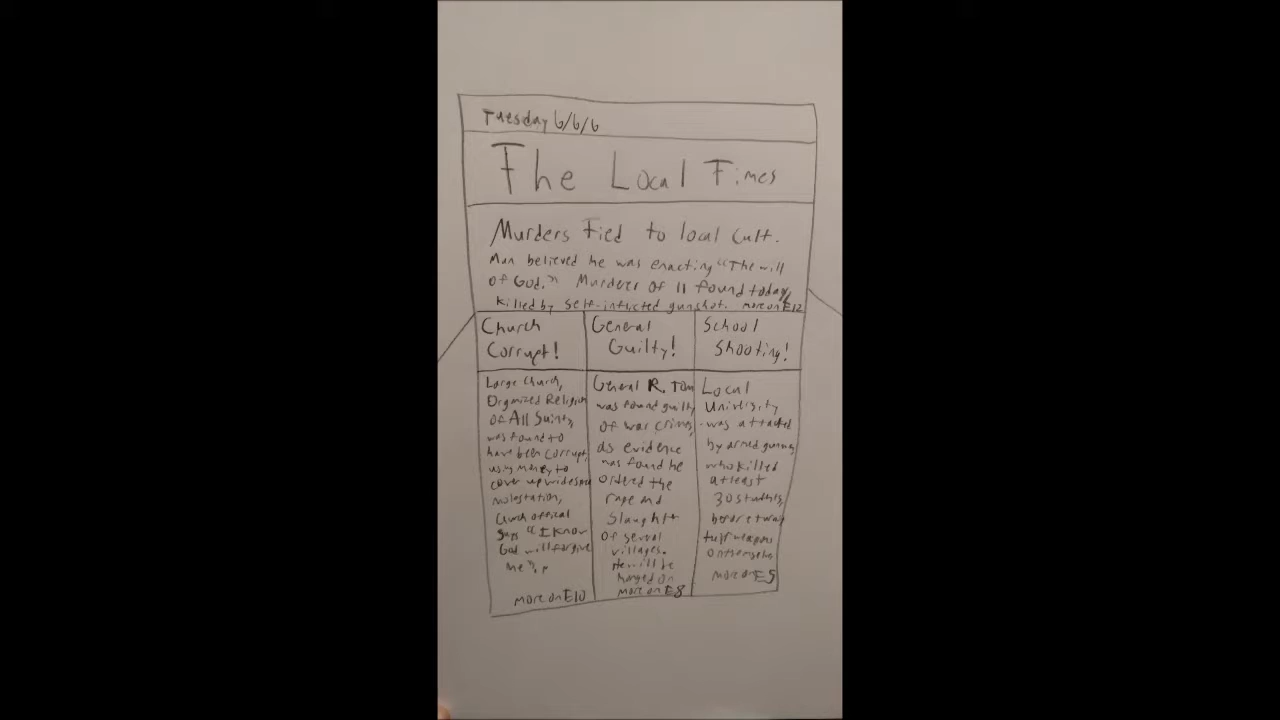 Tuesday 6/6/6
The Local Times
Murders Tied to local Cult.
Man believed he was enacting "The will
of God." Murderer of 11 found today,
killed by self-inflicted gunshot. more on E12
Church
Corrupt!
Large Church,
Organized Religion
of All Saints,
was found to
have been corrupt,
using money to
cover up widespread
molestation,
Church offical
says "I know
God will forgive
me".
more on E10
General
Guilty!
General R. Tom
was found guilty
of war crimes,
as evidence
was found he
ordered the
rape and
Slaughter
of several
villages.
He will be
hanged on
more on E8
School
Shooting!
Local
University
was attacked
by armed gunmen,
who killed
atleast
30 students,
before turning
their weapons
on themselves
more on E5